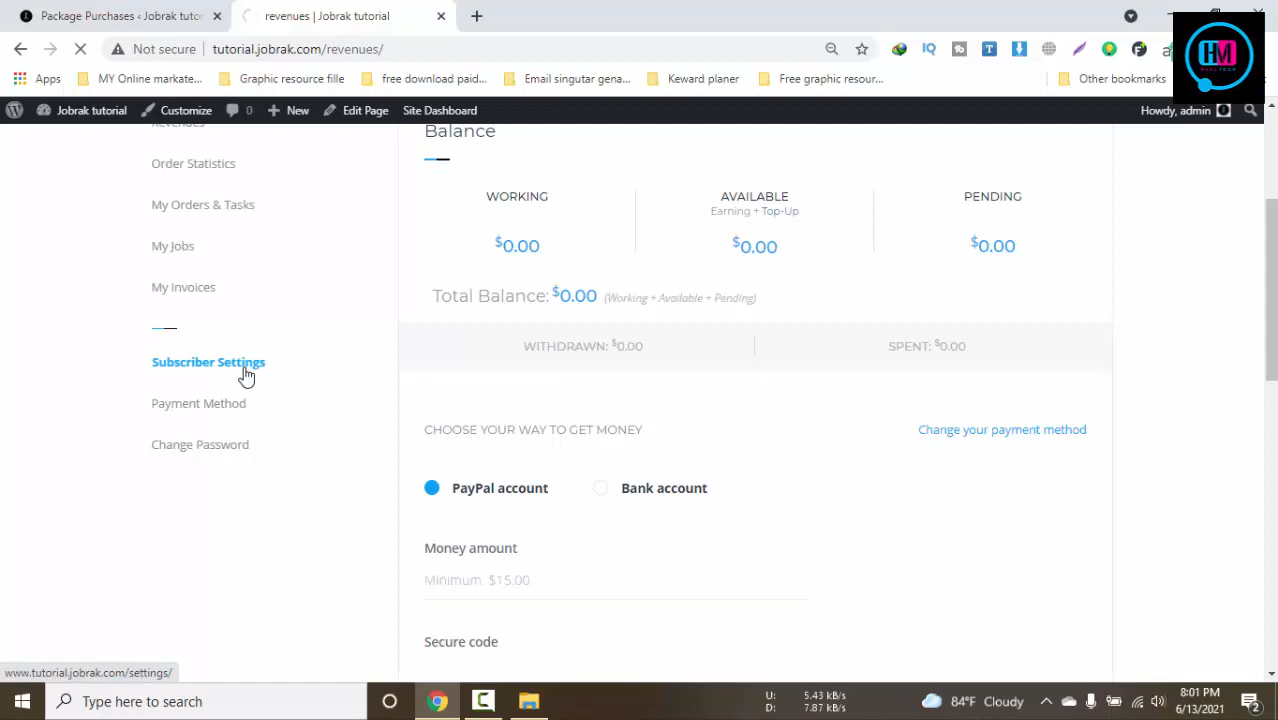 Package Purchases ‹ Jobrak tutor
revenues | Jobrak tutorial
Not secure
tutorial.jobrak.com/revenues/
Apps
MY Online markate...
Graphic resource fille
free download paid...
Email singutar gena...
Keward planer
Free graphic resour...
Other bookmarks
HM
Jobrak tutorial
Customize
0
New
Edit Page
Site Dashboard
Howdy, admin
Revenues
Order Statistics
My Orders & Tasks
My Jobs
My Invoices
Subscriber Settings
Payment Method
Change Password
Balance
WORKING
$0.00
AVAILABLE
Earning + Top-Up
$0.00
PENDING
$0.00
Total Balance: $0.00 (Working + Available + Pending)
WITHDRAWN: $0.00
SPENT: $0.00
CHOOSE YOUR WAY TO GET MONEY
Change your payment method
PayPal account
Bank account
Money amount
Minimum: $15.00
Secure code
www.tutorial.jobrak.com/settings/
Type here to search
U: 5.43 kB/s
D: 7.87 kB/s
84°F Cloudy
8:01 PM
6/13/2021
2